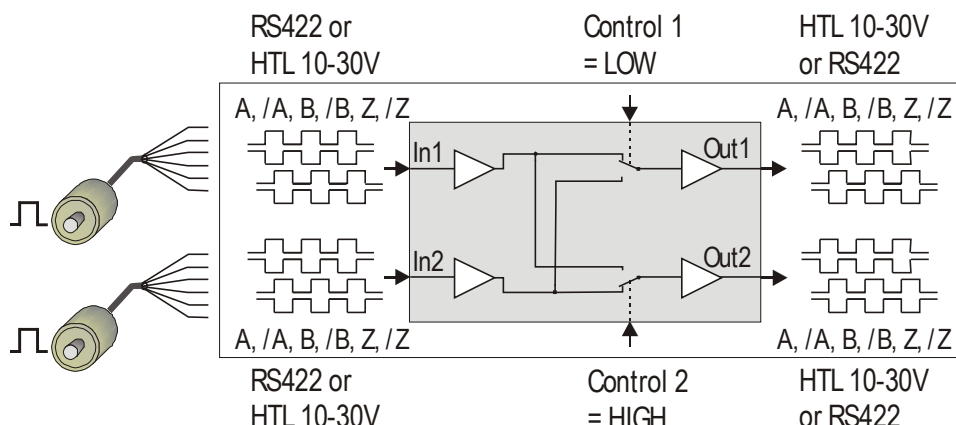 RS422 or
HTL 10-30V
Control 1
= LOW
HTL 10-30V
or RS422
A, /A, B, /B, Z, /Z
A, /A, B, /B, Z, /Z
In1
Out1
In2
Out2
A, /A, B, /B, Z, /Z
A, /A, B, /B, Z, /Z
RS422 or
HTL 10-30V
Control 2
= HIGH
HTL 10-30V
or RS422